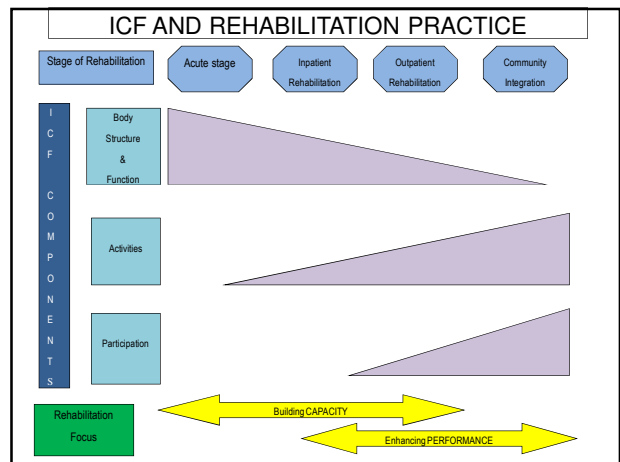 ICF AND REHABILITATION PRACTICE
Stage of Rehabilitation
Acute stage
Inpatient
Rehabilitation
Outpatient
Rehabilitation
Community
Integration
I
C
F
C
O
M
P
O
N
E
N
T
S
Body
Structure
&
Function
Activities
Participation
Rehabilitation
Focus
Building CAPACITY
Enhancing PERFORMANCE